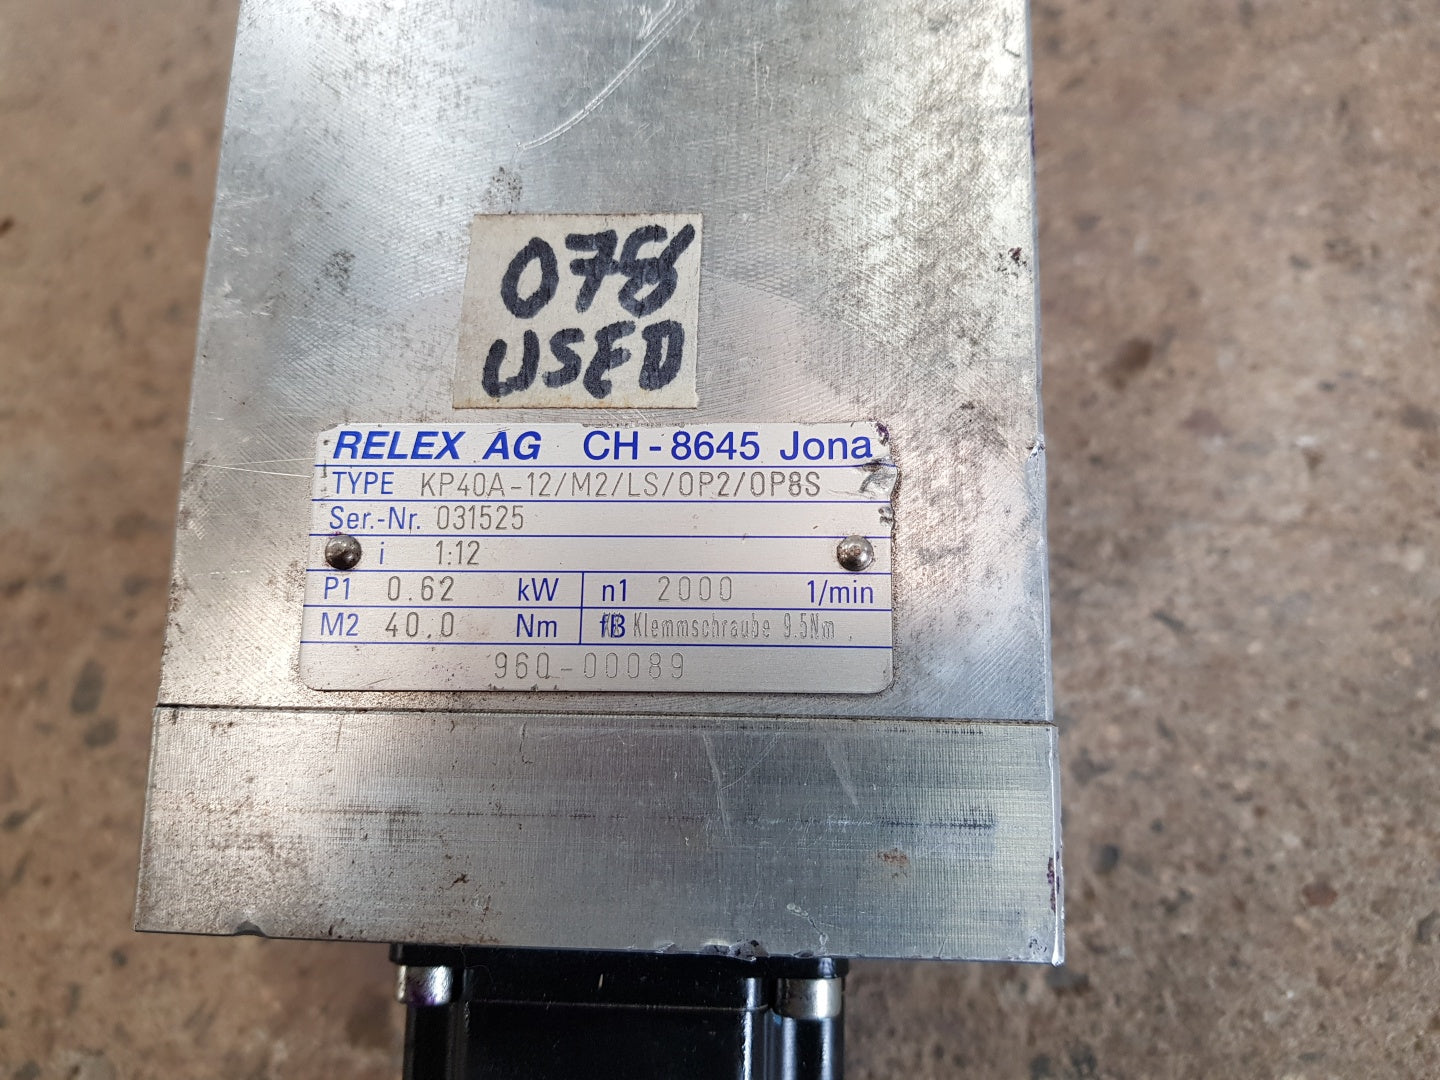 USED
RELEX AG CH-8645 Jona
TYPE KP40A-12/M2/LS/OP2/OP8S
Ser.-Nr. 031525
i 1:12
P1 0.62 kW n1 2000 1/min
M2 40.0 Nm fB Klemmschraube 9.5Nm
960-00089